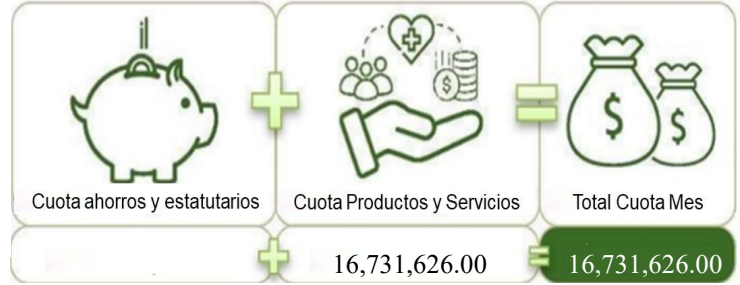 Cuota ahorros y estatutarios
Cuota Productos y Servicios
Total Cuota Mes
16,731,626.00
16,731,626.00